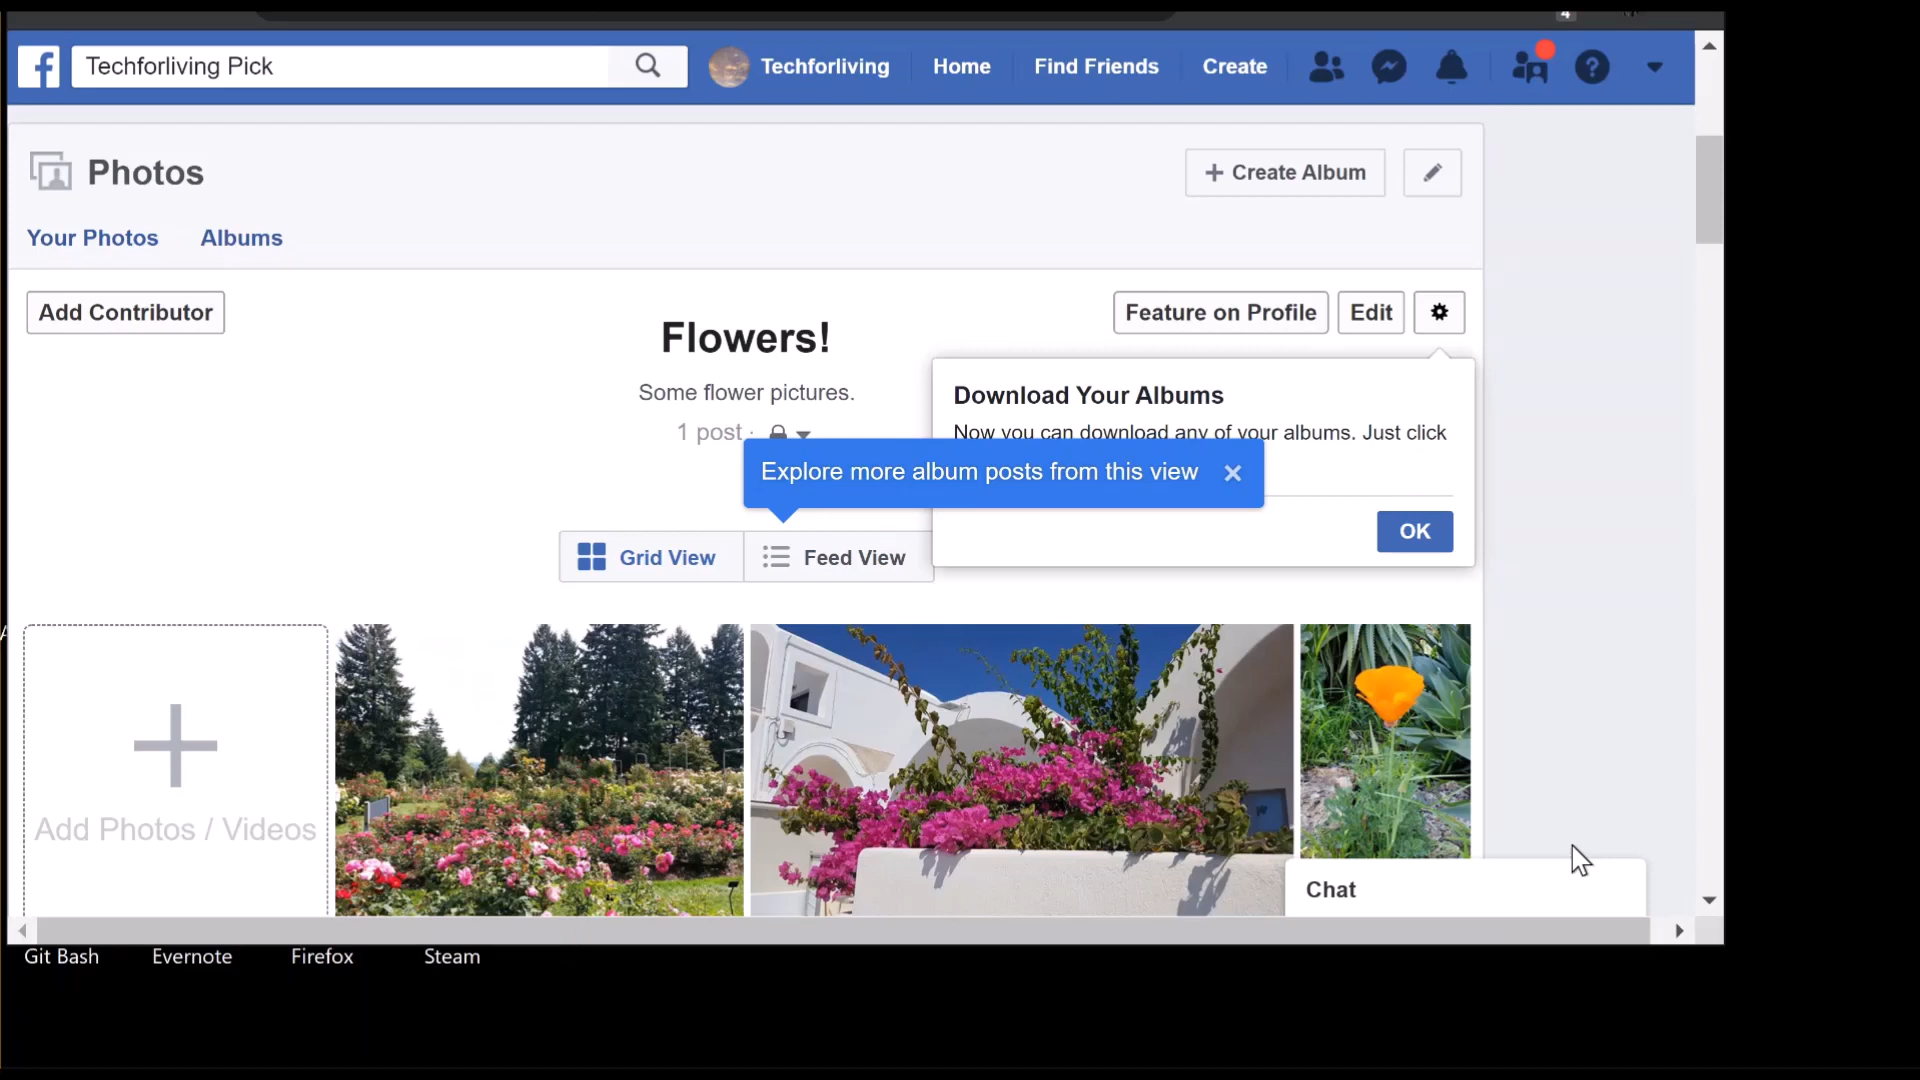 4
Techforliving Pick
Techforliving
Home
Find Friends
Create
Photos
+ Create Album
Your Photos
Albums
Add Contributor
Feature on Profile
Edit
Flowers!
Some flower pictures.
1 post ·
Download Your Albums
Now you can download any of your albums. Just click
Explore more album posts from this view
OK
Grid View
Feed View
Add Photos / Videos
Chat
Git Bash
Evernote
Firefox
Steam